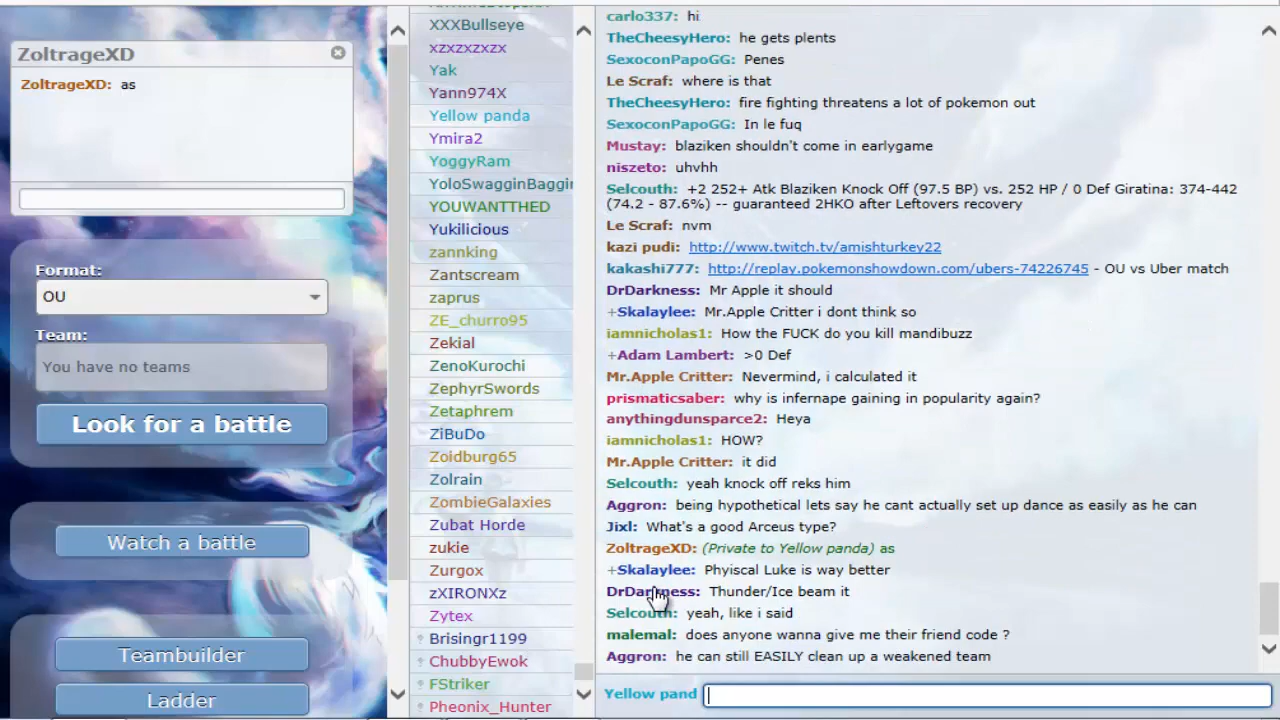 ZoltrageXD
ZoltrageXD: as
Format:
OU
Team:
You have no teams
Look for a battle
Watch a battle
Teambuilder
Ladder
XXXBullseye
xzxzxzxzx
Yak
Yann974X
Yellow panda
Ymira2
YoggyRam
YoloSwagginBaggin
YOUWANTTHED
Yukilicious
zannking
Zantscream
zaprus
ZE_churro95
Zekial
ZenoKurochi
ZephyrSwords
Zetaphrem
ZiBuDo
Zoidburg65
Zolrain
ZombieGalaxies
Zubat Horde
zukie
Zurgox
zXIRONXz
Zytex
Brisingr1199
ChubbyEwok
FStriker
Pheonix_Hunter
carlo337: hi
TheCheesyHero: he gets plents
SexoconPapoGG: Penes
Le Scraf: where is that
TheCheesyHero: fire fighting threatens a lot of pokemon out
SexoconPapoGG: In le fuq
Mustay: blaziken shouldn't come in earlygame
niszeto: uhvhh
Selcouth: +2 252+ Atk Blaziken Knock Off (97.5 BP) vs. 252 HP / 0 Def Giratina: 374-442
(74.2 - 87.6%) -- guaranteed 2HKO after Leftovers recovery
Le Scraf: nvm
kazi pudi: http://www.twitch.tv/amishturkey22
kakashi777: http://replay.pokemonshowdown.com/ubers-74226745 - OU vs Uber match
DrDarkness: Mr Apple it should
+Skalaylee: Mr.Apple Critter i dont think so
iamnicholas1: How the FUCK do you kill mandibuzz
+Adam Lambert: >0 Def
Mr.Apple Critter: Nevermind, i calculated it
prismaticsaber: why is infernape gaining in popularity again?
anythingdunsparce2: Heya
iamnicholas1: HOW?
Mr.Apple Critter: it did
Selcouth: yeah knock off reks him
Aggron: being hypothetical lets say he cant actually set up dance as easily as he can
Jixl: What's a good Arceus type?
ZoltrageXD: (Private to Yellow panda) as
+Skalaylee: Phyiscal Luke is way better
DrDarkness: Thunder/Ice beam it
Selcouth: yeah, like i said
malemal: does anyone wanna give me their friend code ?
Aggron: he can still EASILY clean up a weakened team
Yellow pand